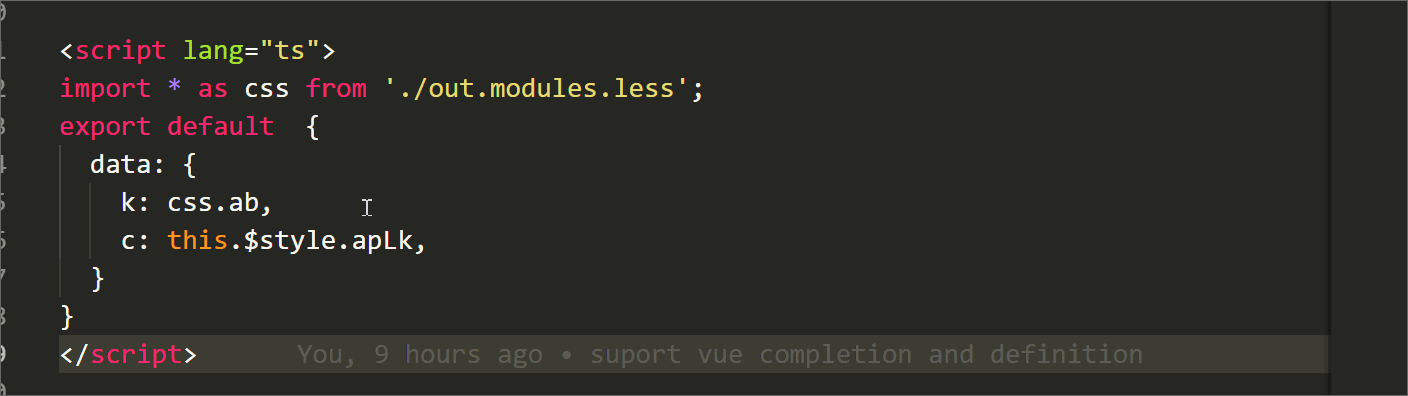 <script lang="ts">
import * as css from './out.modules.less';
export default  {
  data: {
    k: css.ab,
    c: this.$style.apLk,
  }
}
</script>      You, 9 hours ago • suport vue completion and definition